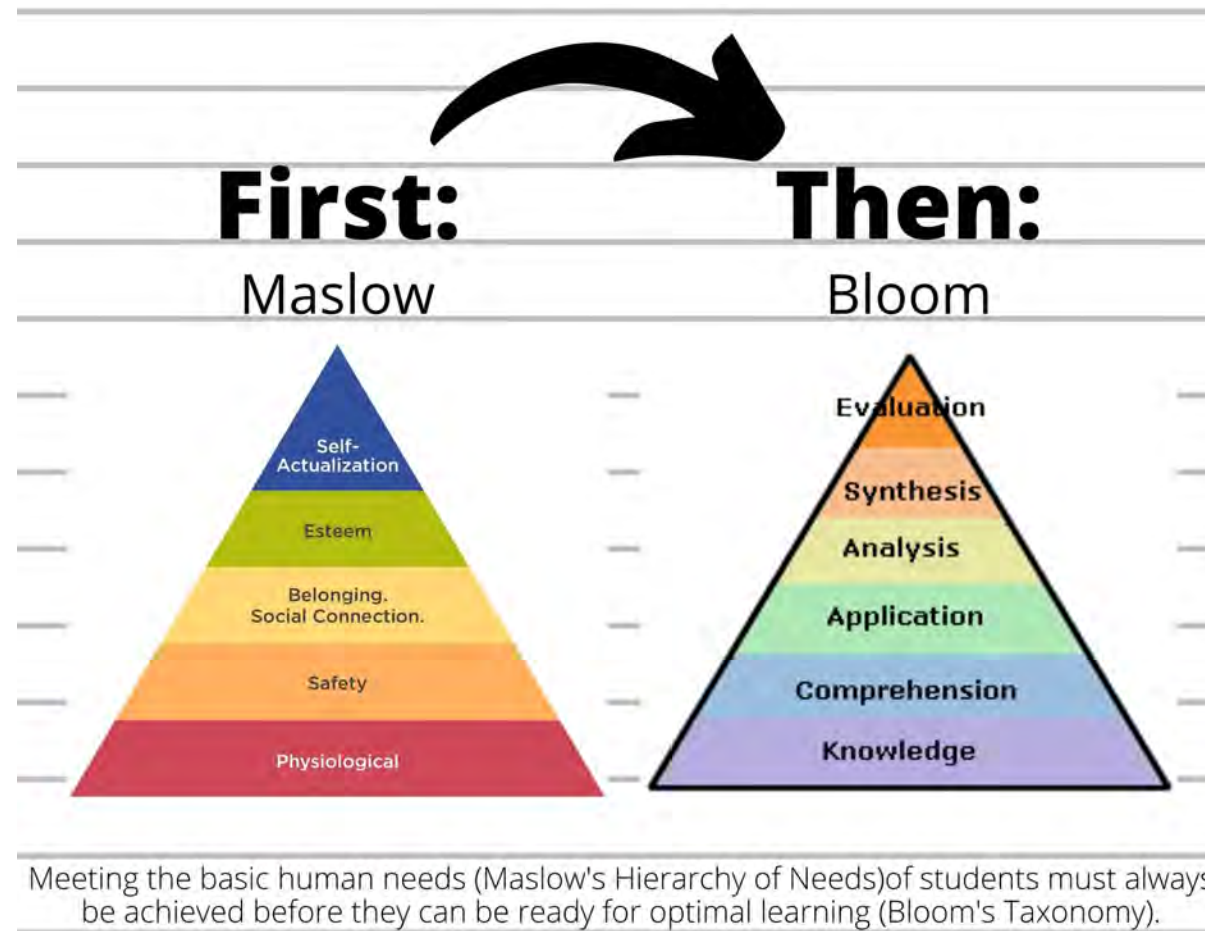 First:
Then:
Maslow
Bloom
Self-
Actualization
Esteem
Belonging.
Social Connection.
Safety
Physiological
Evaluation
Synthesis
Analysis
Application
Comprehension
Knowledge
Meeting the basic human needs (Maslow's Hierarchy of Needs)of students must always
be achieved before they can be ready for optimal learning (Bloom's Taxonomy).